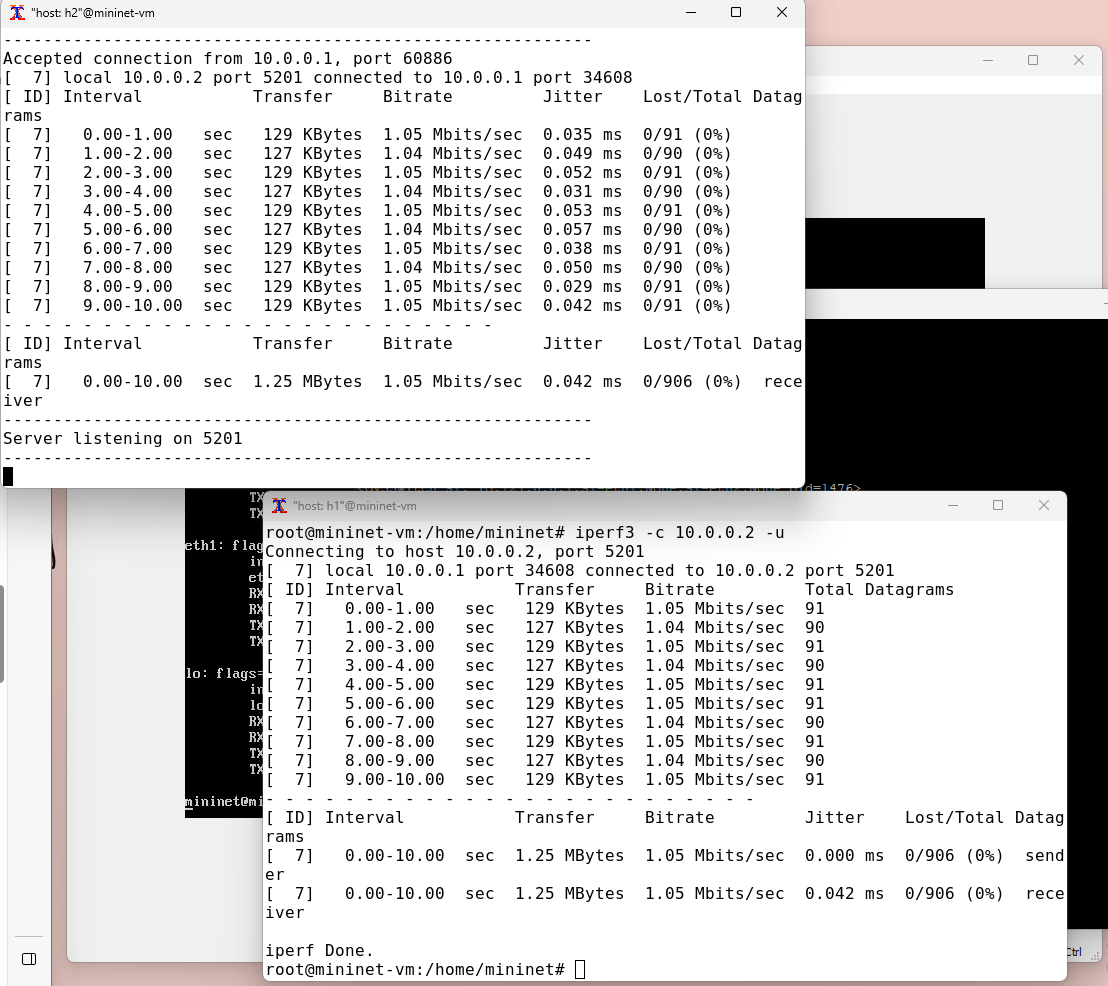 "host: h2"@mininet-vm
-----------------------------------------------------------
Accepted connection from 10.0.0.1, port 60886
[  7] local 10.0.0.2 port 5201 connected to 10.0.0.1 port 34608
[ ID] Interval           Transfer     Bitrate         Jitter    Lost/Total Datag
rams
[  7]   0.00-1.00   sec   129 KBytes  1.05 Mbits/sec  0.035 ms  0/91 (0%)
[  7]   1.00-2.00   sec   127 KBytes  1.04 Mbits/sec  0.049 ms  0/90 (0%)
[  7]   2.00-3.00   sec   129 KBytes  1.05 Mbits/sec  0.052 ms  0/91 (0%)
[  7]   3.00-4.00   sec   127 KBytes  1.04 Mbits/sec  0.031 ms  0/90 (0%)
[  7]   4.00-5.00   sec   129 KBytes  1.05 Mbits/sec  0.053 ms  0/91 (0%)
[  7]   5.00-6.00   sec   127 KBytes  1.04 Mbits/sec  0.057 ms  0/90 (0%)
[  7]   6.00-7.00   sec   129 KBytes  1.05 Mbits/sec  0.038 ms  0/91 (0%)
[  7]   7.00-8.00   sec   127 KBytes  1.04 Mbits/sec  0.050 ms  0/90 (0%)
[  7]   8.00-9.00   sec   129 KBytes  1.05 Mbits/sec  0.029 ms  0/91 (0%)
[  7]   9.00-10.00  sec   129 KBytes  1.05 Mbits/sec  0.042 ms  0/91 (0%)
- - - - - - - - - - - - - - - - - - - - - - - - -
[ ID] Interval           Transfer     Bitrate         Jitter    Lost/Total Datag
rams
[  7]   0.00-10.00  sec  1.25 MBytes  1.05 Mbits/sec  0.042 ms  0/906 (0%)  rece
iver
-----------------------------------------------------------
Server listening on 5201
-----------------------------------------------------------
TX
TX
eth1: flag
in
et
RX
RX
TX
TX
lo: flags=
in
lo
RX
RX
TX
TX
mininet@mi
"host: h1"@mininet-vm
root@mininet-vm:/home/mininet# iperf3 -c 10.0.0.2 -u
Connecting to host 10.0.0.2, port 5201
[  7] local 10.0.0.1 port 34608 connected to 10.0.0.2 port 5201
[ ID] Interval           Transfer     Bitrate         Total Datagrams
[  7]   0.00-1.00   sec   129 KBytes  1.05 Mbits/sec  91
[  7]   1.00-2.00   sec   127 KBytes  1.04 Mbits/sec  90
[  7]   2.00-3.00   sec   129 KBytes  1.05 Mbits/sec  91
[  7]   3.00-4.00   sec   127 KBytes  1.04 Mbits/sec  90
[  7]   4.00-5.00   sec   129 KBytes  1.05 Mbits/sec  91
[  7]   5.00-6.00   sec   129 KBytes  1.05 Mbits/sec  91
[  7]   6.00-7.00   sec   127 KBytes  1.04 Mbits/sec  90
[  7]   7.00-8.00   sec   129 KBytes  1.05 Mbits/sec  91
[  7]   8.00-9.00   sec   127 KBytes  1.04 Mbits/sec  90
[  7]   9.00-10.00  sec   129 KBytes  1.05 Mbits/sec  91
- - - - - - - - - - - - - - - - - - - - - - - - -
[ ID] Interval           Transfer     Bitrate         Jitter    Lost/Total Datag
rams
[  7]   0.00-10.00  sec  1.25 MBytes  1.05 Mbits/sec  0.000 ms  0/906 (0%)  send
er
[  7]   0.00-10.00  sec  1.25 MBytes  1.05 Mbits/sec  0.042 ms  0/906 (0%)  rece
iver
iperf Done.
root@mininet-vm:/home/mininet#
Ctrl